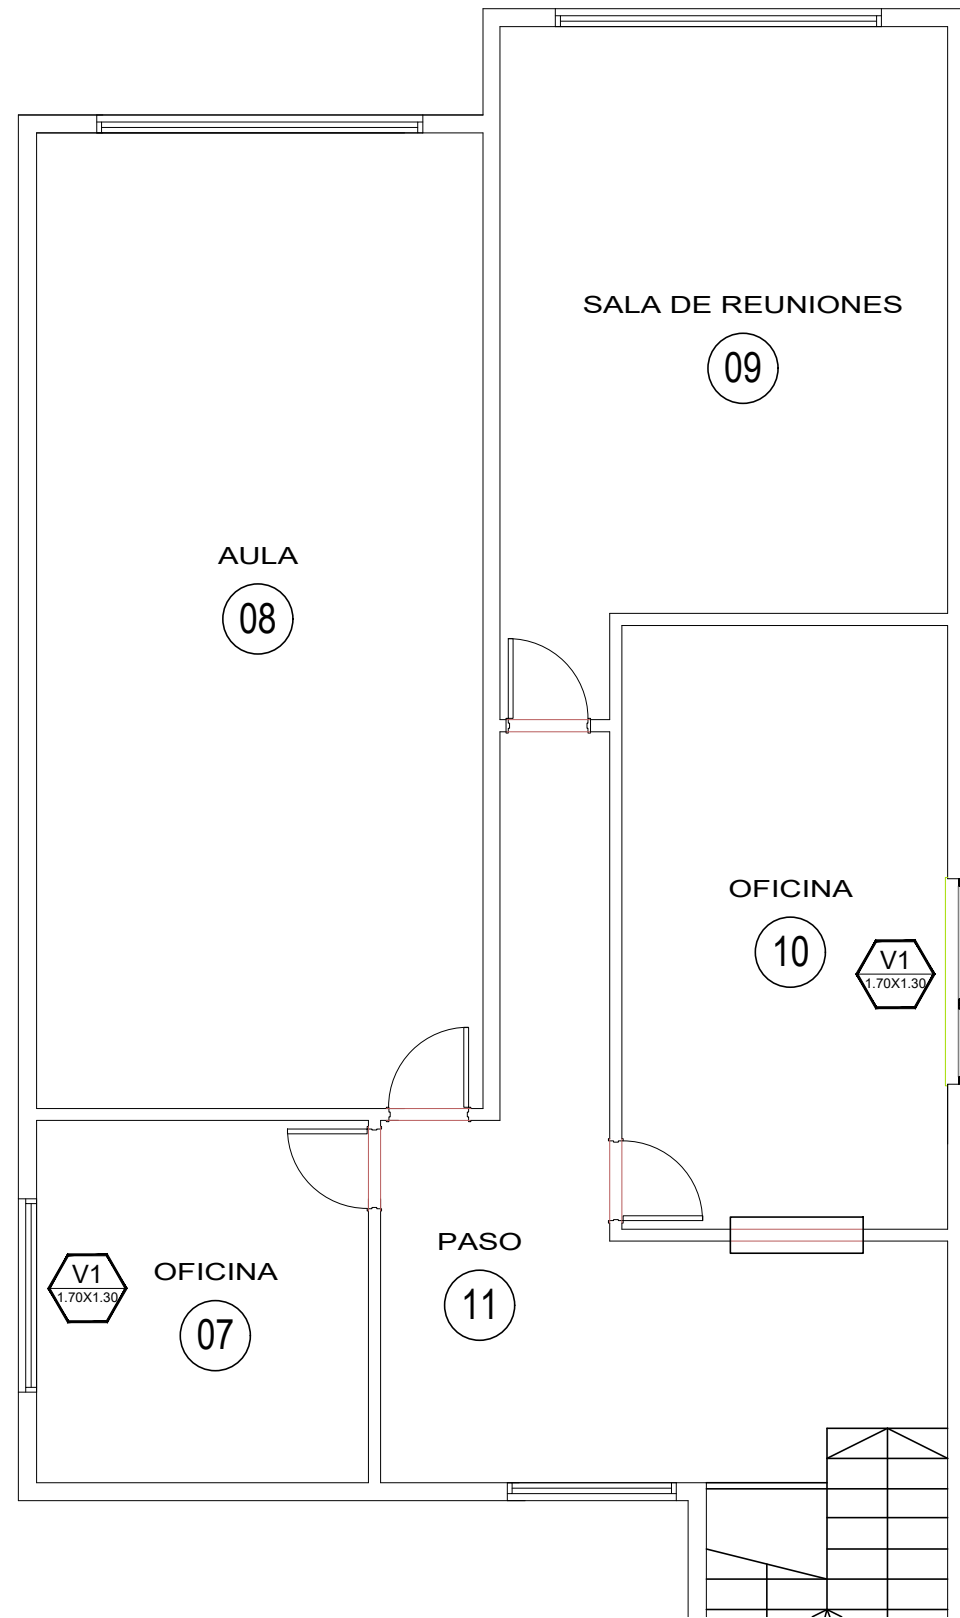 SALA DE REUNIONES
09
AULA
08
OFICINA
10
V1
1.70X1.30
PASO
11
V1
1.70X1.30
OFICINA
07